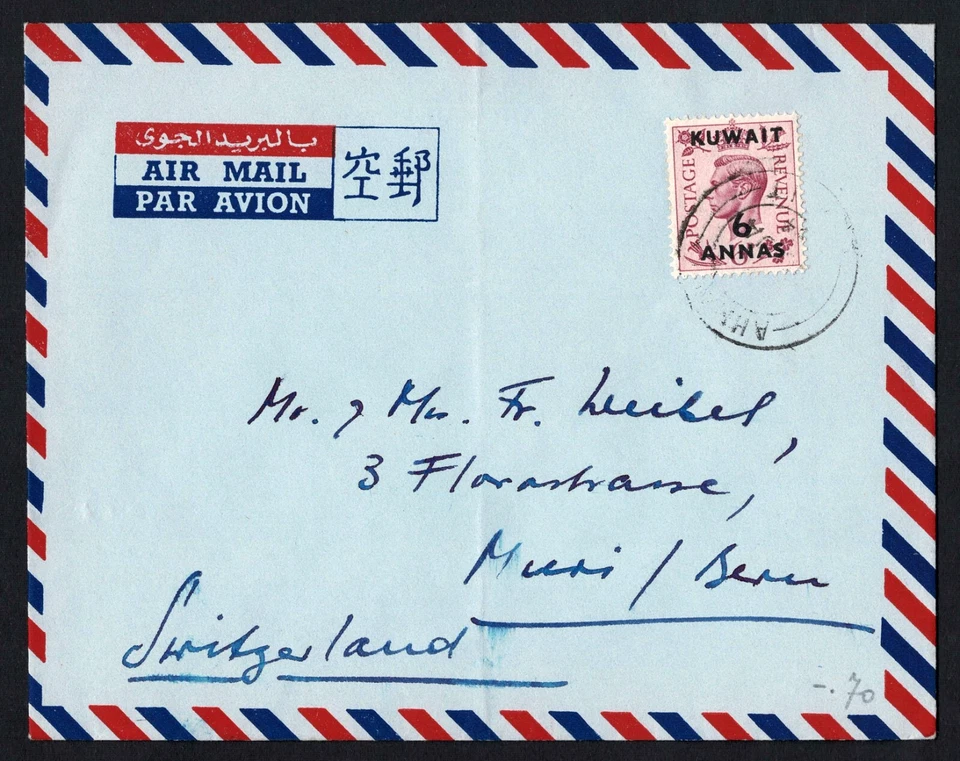 بالبريد الجوى
AIR MAIL
PAR AVION
空郵
KUWAIT
POSTAGE
REVENUE
6
ANNAS
Mr. & Mrs. Fr. Weibel,
3 Florastrasse,
Muri / Bern
Switzerland
-.70